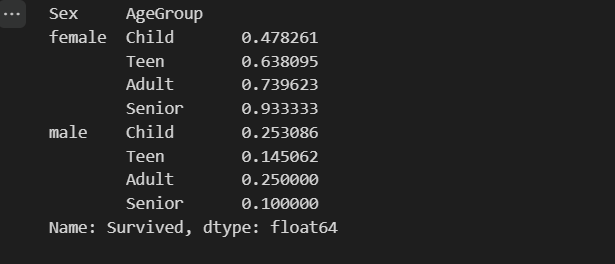 Sex     AgeGroup
female  Child       0.478261
        Teen        0.638095
        Adult       0.739623
        Senior      0.933333
male    Child       0.253086
        Teen        0.145062
        Adult       0.250000
        Senior      0.100000
Name: Survived, dtype: float64